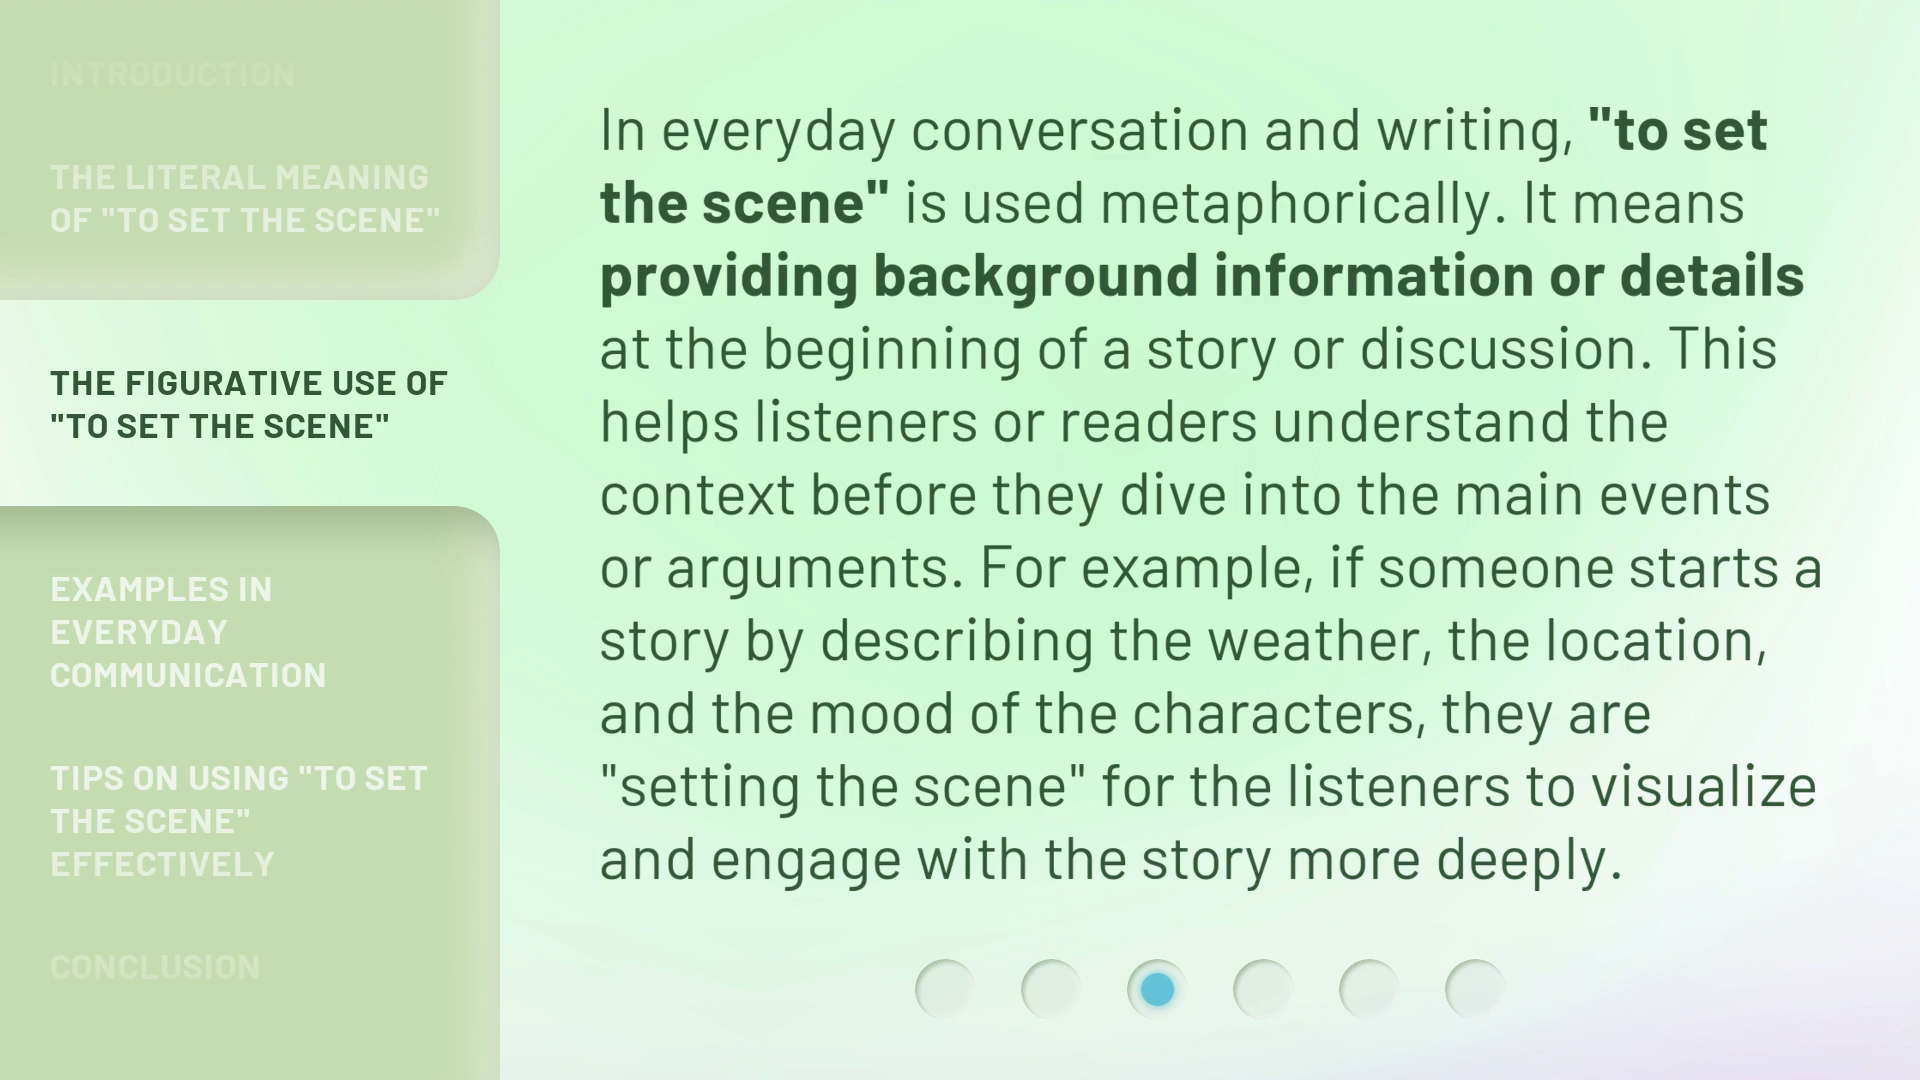 INTRODUCTION
THE LITERAL MEANING
OF "TO SET THE SCENE"
THE FIGURATIVE USE OF
"TO SET THE SCENE"
EXAMPLES IN
EVERYDAY
COMMUNICATION
TIPS ON USING "TO SET
THE SCENE"
EFFECTIVELY
CONCLUSION
In everyday conversation and writing, "to set
the scene" is used metaphorically. It means
providing background information or details
at the beginning of a story or discussion. This
helps listeners or readers understand the
context before they dive into the main events
or arguments. For example, if someone starts a
story by describing the weather, the location,
and the mood of the characters, they are
"setting the scene" for the listeners to visualize
and engage with the story more deeply.